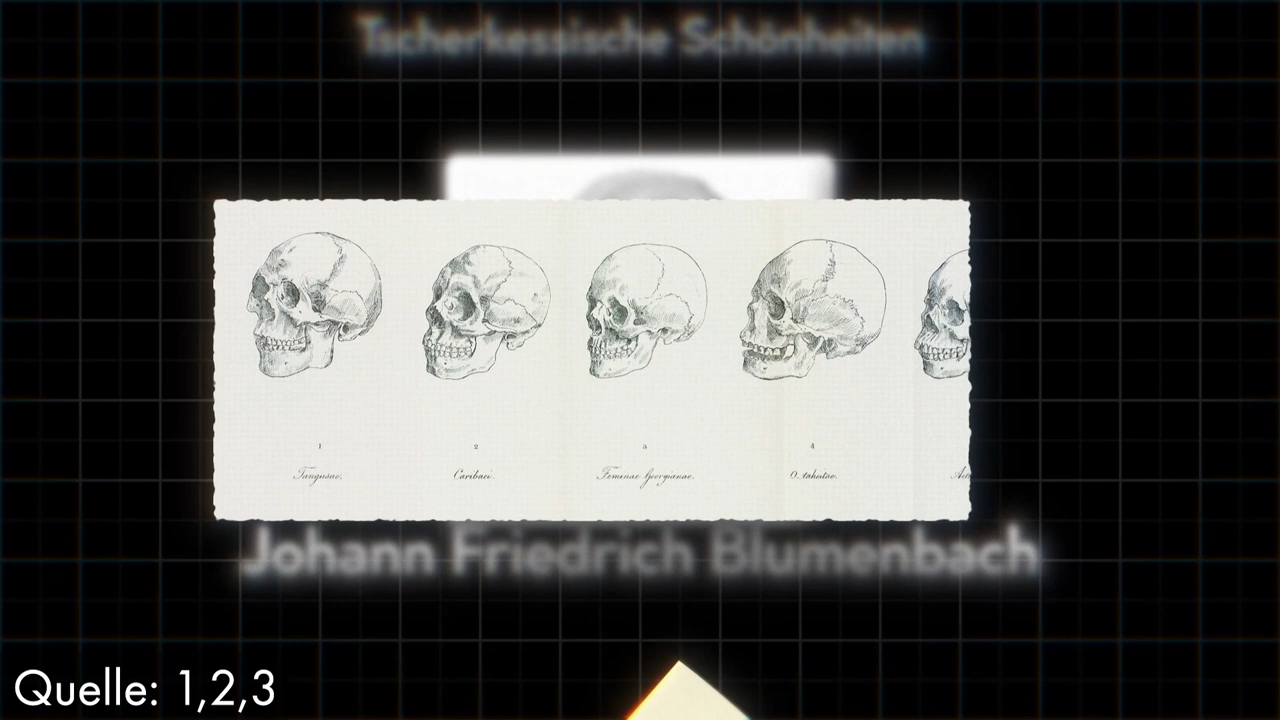 Tscherkessische Schönheiten
1 2 3 4
Tungusae. Caribaei. Feminae Georgianae. O-taheitae.
Johann Friedrich Blumenbach
Quelle: 1,2,3